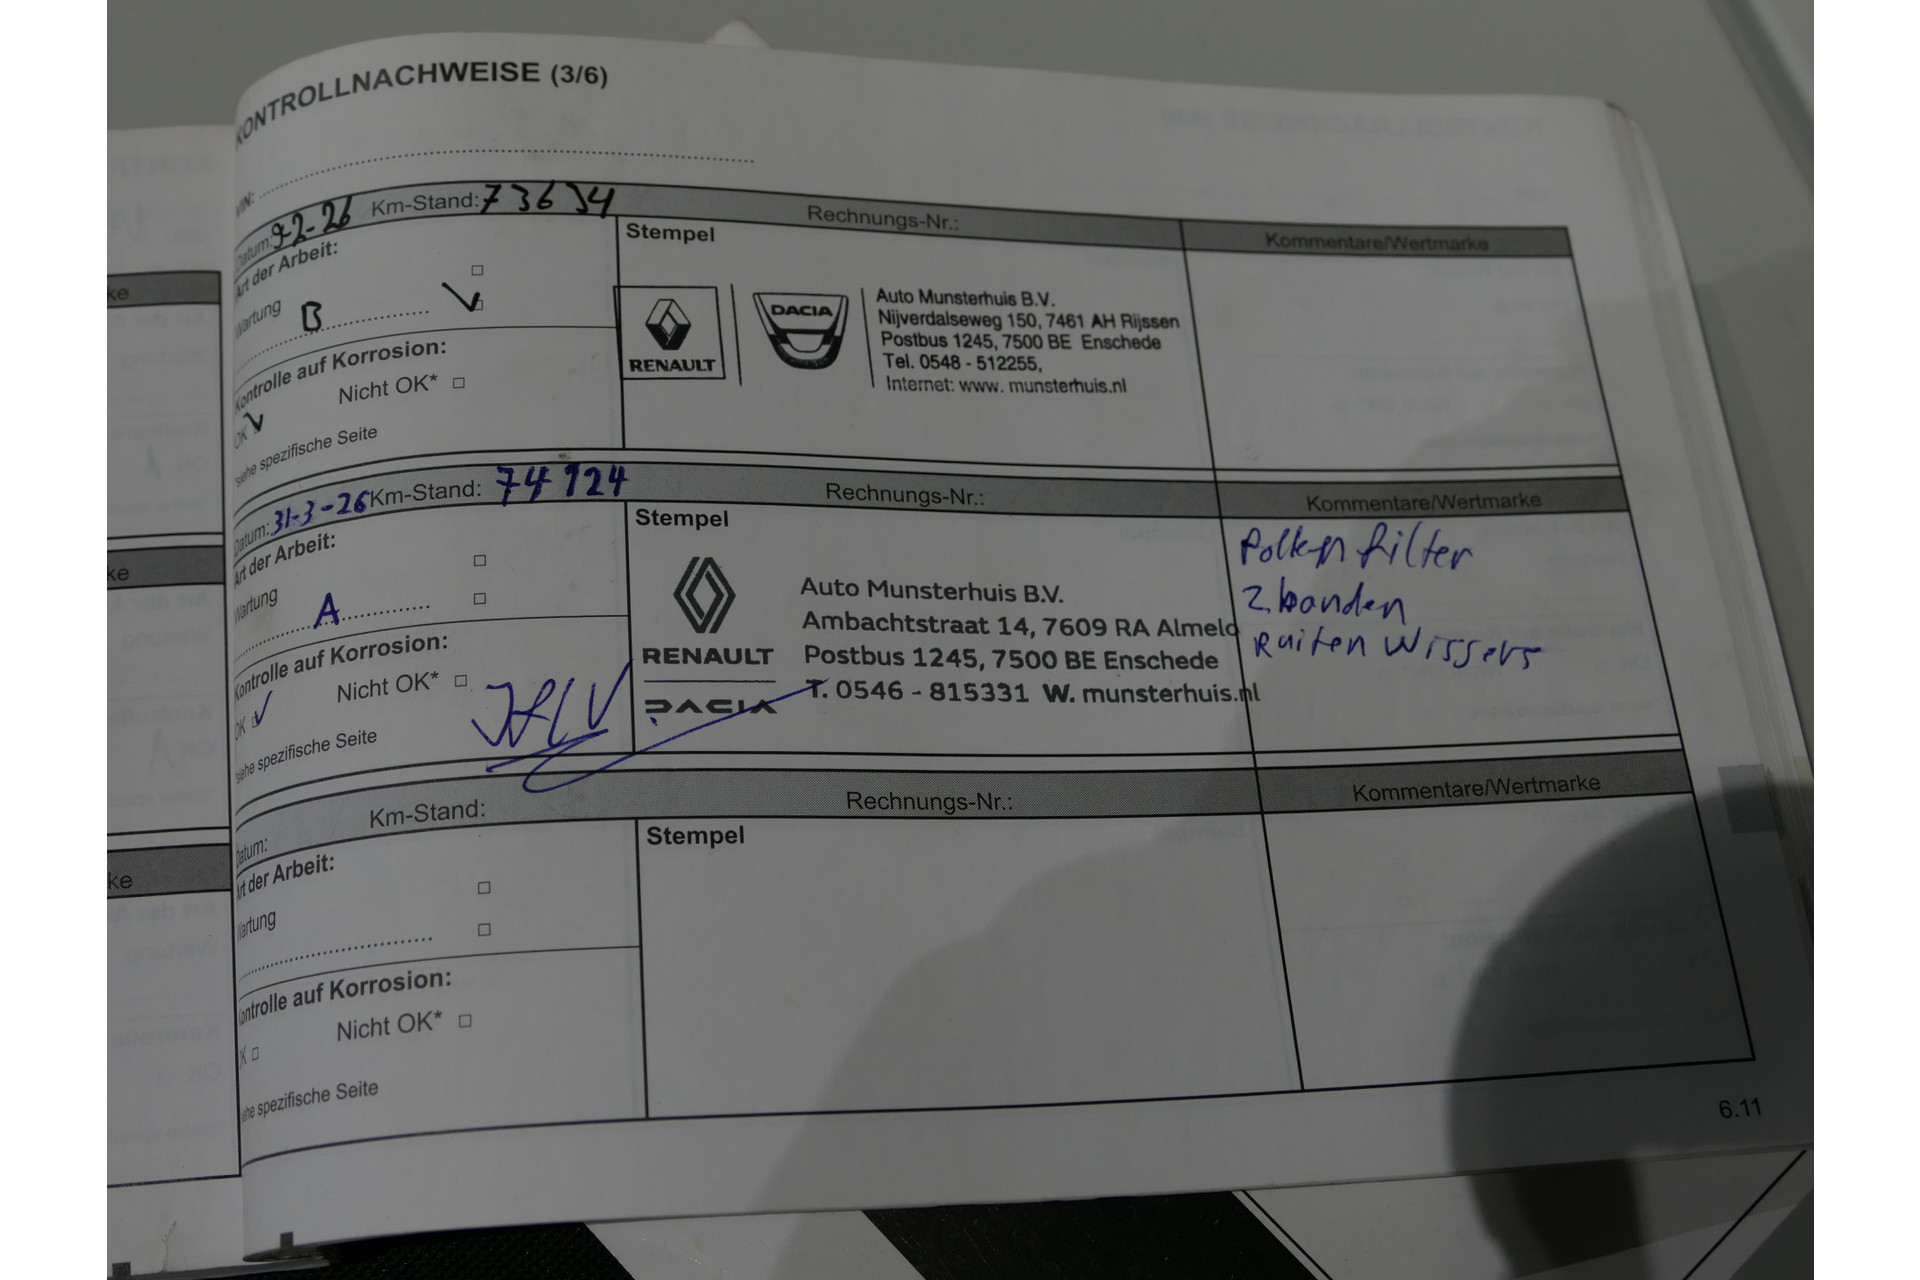 KONTROLLNACHWEISE (3/6)
VIN:
Datum: 9-2-26 Km-Stand: 73634 Rechnungs-Nr.: Kommentare/Wertmarke
Art der Arbeit:
Wartung B
Kontrolle auf Korrosion:
OK Nicht OK*
*siehe spezifische Seite
Stempel
RENAULT
DACIA
Auto Munsterhuis B.V.
Nijverdalseweg 150, 7461 AH Rijssen
Postbus 1245, 7500 BE Enschede
Tel. 0548 - 512255,
Internet: www. munsterhuis.nl
Datum: 31-3-26 Km-Stand: 74124 Rechnungs-Nr.: Kommentare/Wertmarke
Art der Arbeit:
Wartung A
Kontrolle auf Korrosion:
OK Nicht OK*
*siehe spezifische Seite
Stempel
RENAULT
DACIA
Auto Munsterhuis B.V.
Ambachtstraat 14, 7609 RA Almelo
Postbus 1245, 7500 BE Enschede
T. 0546 - 815331 W. munsterhuis.nl
Pollen filter
2 banden
Ruiten wissers
Datum: Km-Stand: Rechnungs-Nr.: Kommentare/Wertmarke
Art der Arbeit:
Wartung
Kontrolle auf Korrosion:
OK Nicht OK*
siehe spezifische Seite
Stempel
6.11
ke
ke
ke